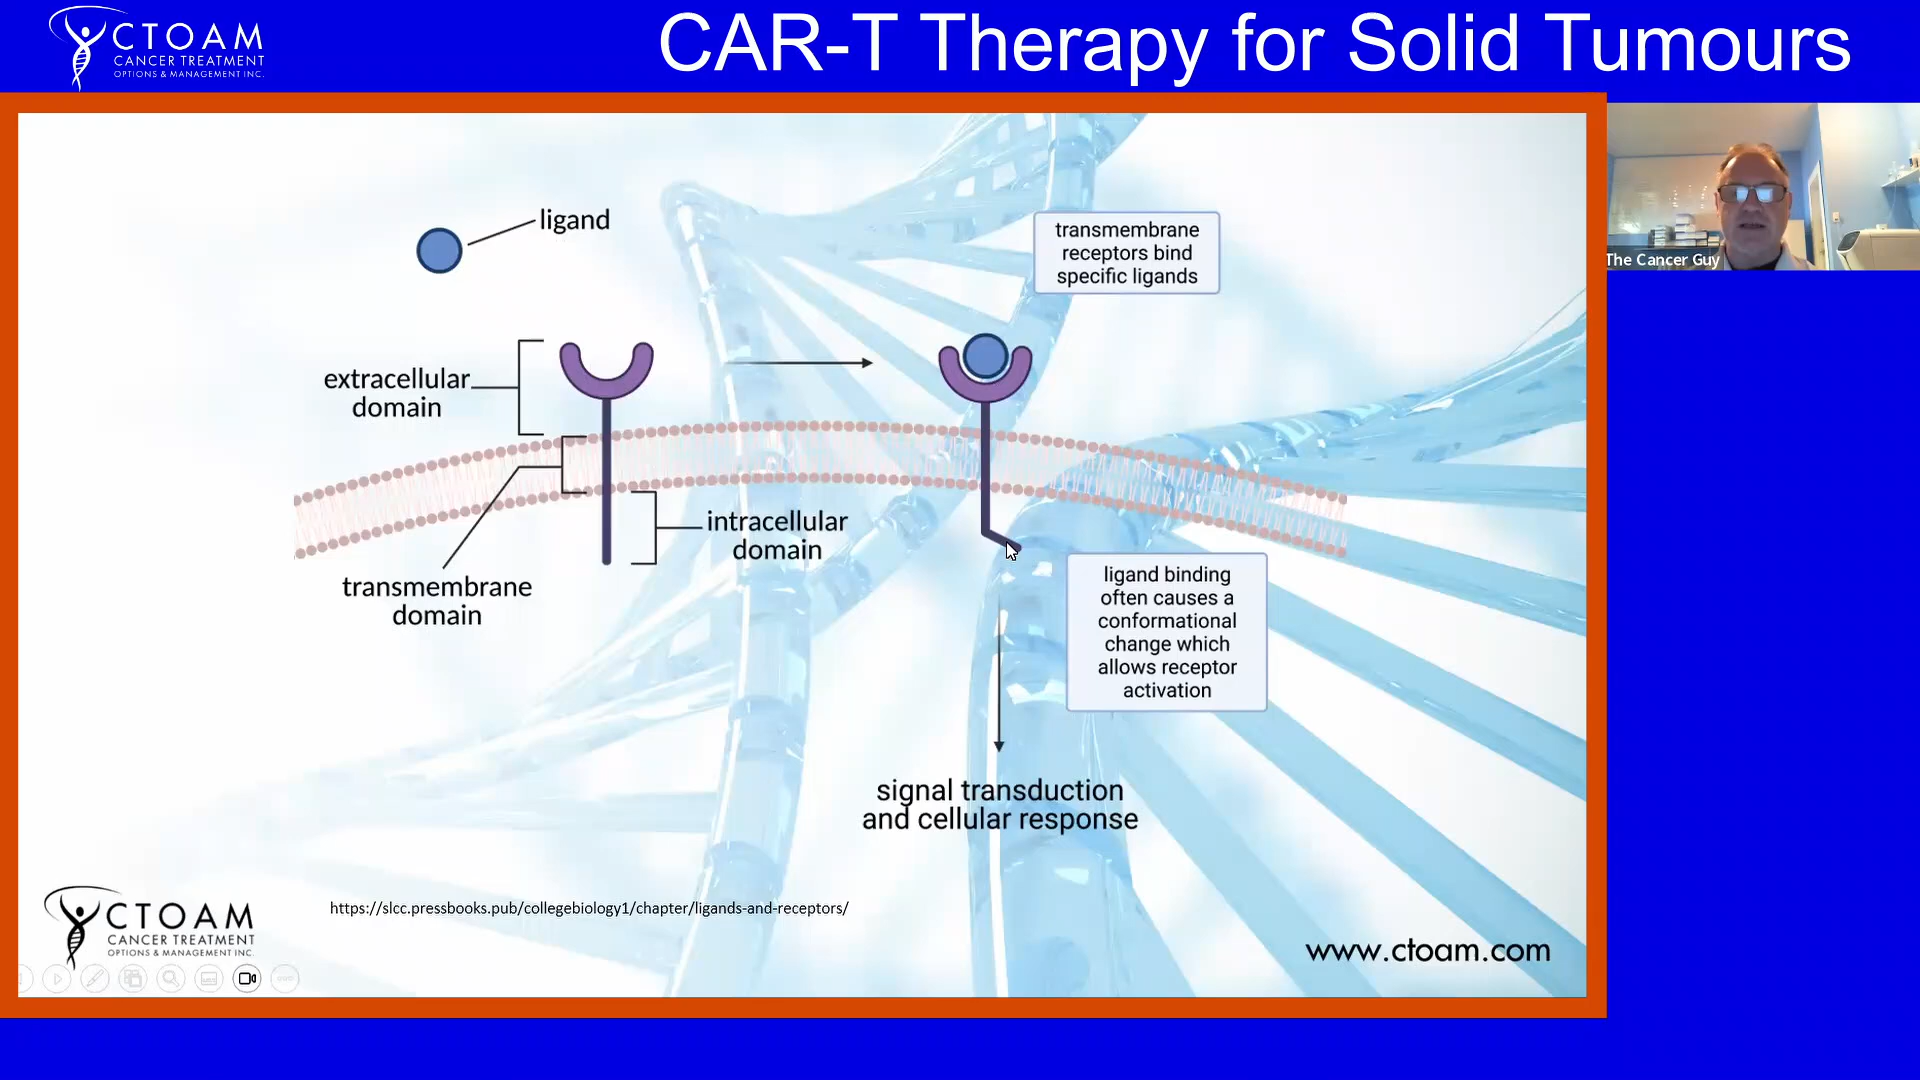 CTOAM
CANCER TREATMENT
OPTIONS & MANAGEMENT INC.
CAR-T Therapy for Solid Tumours
The Cancer Guy
ligand
transmembrane
receptors bind
specific ligands
extracellular
domain
intracellular
domain
transmembrane
domain
ligand binding
often causes a
conformational
change which
allows receptor
activation
signal transduction
and cellular response
https://slcc.pressbooks.pub/collegebiology1/chapter/ligands-and-receptors/
CTOAM
CANCER TREATMENT
OPTIONS & MANAGEMENT INC.
www.ctoam.com